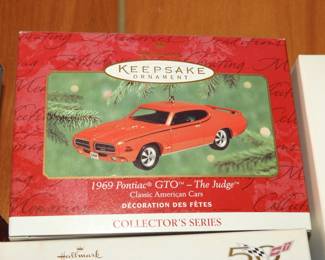 KEEPSAKE
ORNAMENT
1969 Pontiac® GTO™ – The Judge™
Classic American Cars
DÉCORATION DES FÊTES
COLLECTOR'S SERIES
Hallmark